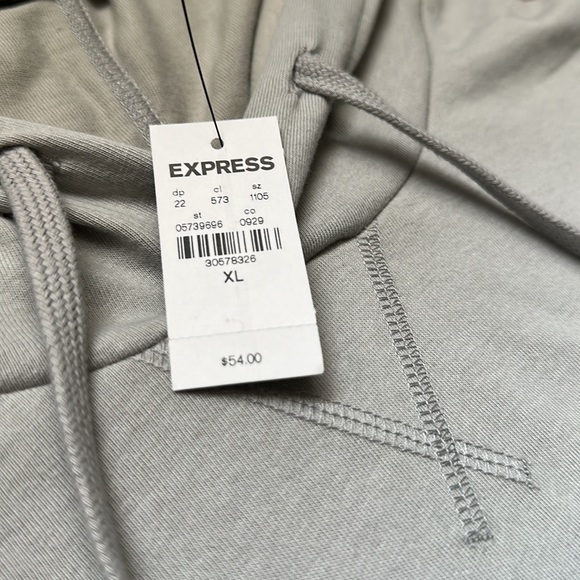 EXPRESS
dp cl sz
22 573 1105
st co
05739696 0929
30578326
XL
$54.00